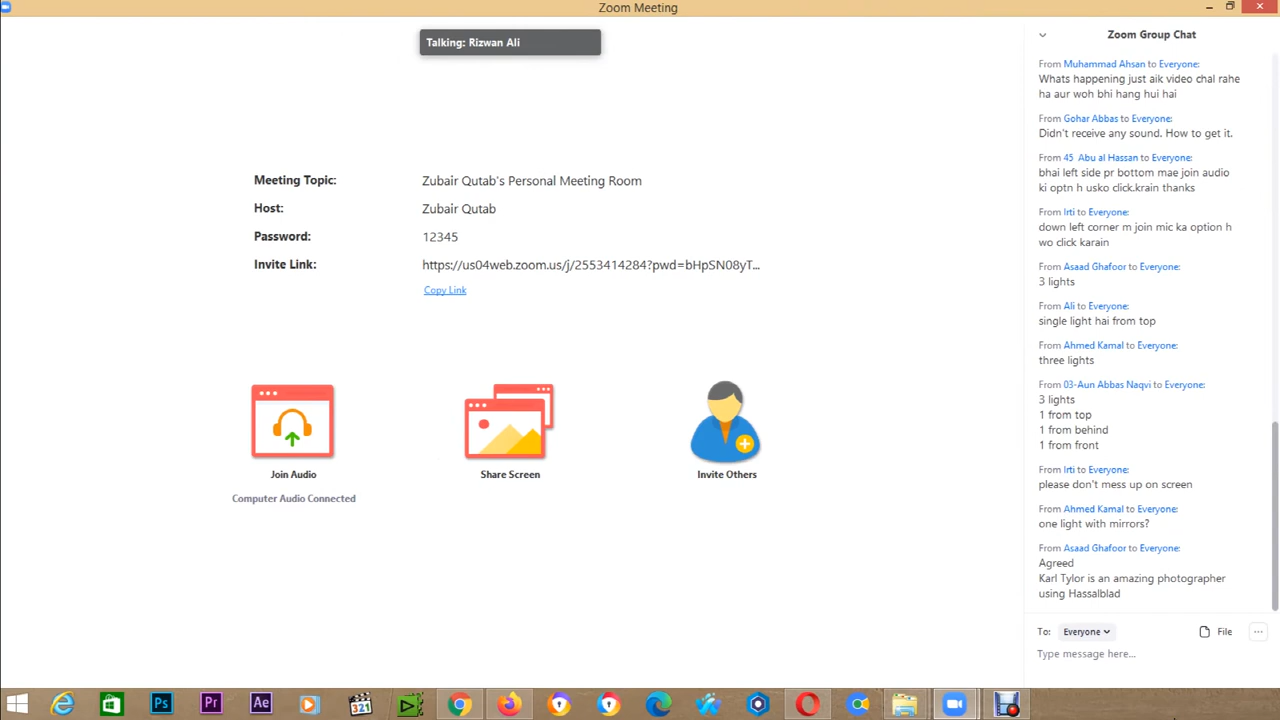 Zoom Meeting
Talking: Rizwan Ali
Meeting Topic: Zubair Qutab's Personal Meeting Room
Host: Zubair Qutab
Password: 12345
Invite Link: https://us04web.zoom.us/j/2553414284?pwd=bHpSN08yT...
Copy Link
Join Audio
Computer Audio Connected
Share Screen
Invite Others
Zoom Group Chat
From Muhammad Ahsan to Everyone:
Whats happening just aik video chal rahe
ha aur woh bhi hang hui hai
From Gohar Abbas to Everyone:
Didn't receive any sound. How to get it.
From 45 Abu al Hassan to Everyone:
bhai left side pr bottom mae join audio
ki optn h usko click.krain thanks
From Irti to Everyone:
down left corner m join mic ka option h
wo click karain
From Asaad Ghafoor to Everyone:
3 lights
From Ali to Everyone:
single light hai from top
From Ahmed Kamal to Everyone:
three lights
From 03-Aun Abbas Naqvi to Everyone:
3 lights
1 from top
1 from behind
1 from front
From Irti to Everyone:
please don't mess up on screen
From Ahmed Kamal to Everyone:
one light with mirrors?
From Asaad Ghafoor to Everyone:
Agreed
Karl Tylor is an amazing photographer
using Hassalblad
To: Everyone File ...
Type message here...
Ps Pr Ae 321